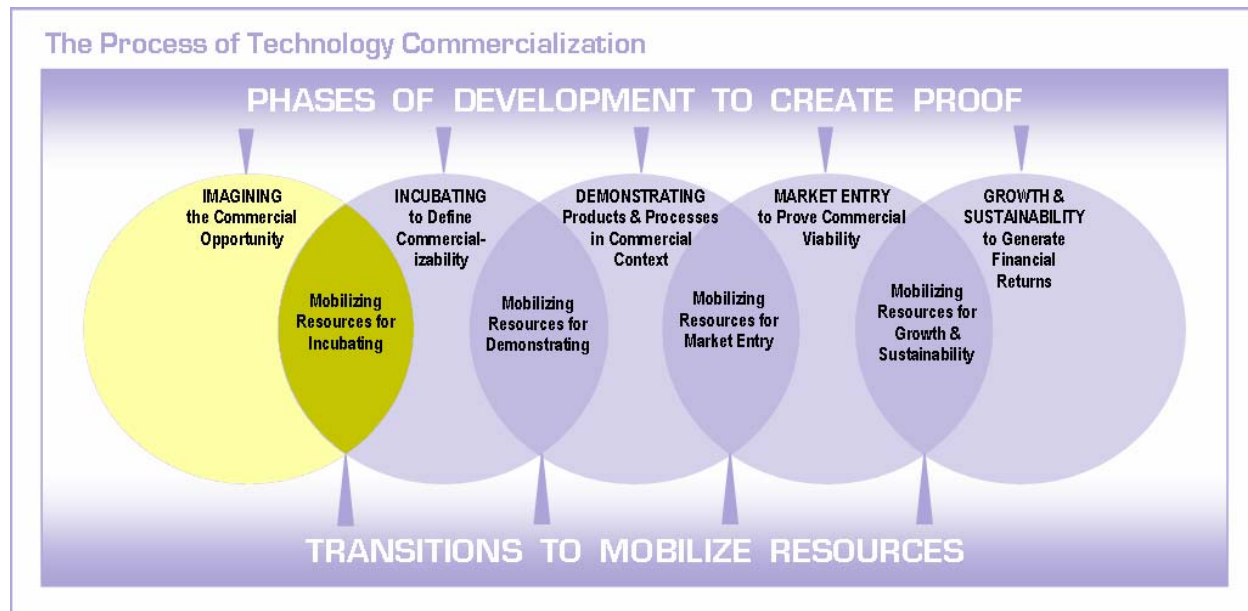 The Process of Technology Commercialization
PHASES OF DEVELOPMENT TO CREATE PROOF
IMAGINING
the Commercial
Opportunity
INCUBATING
to Define
Commercial-
izability
DEMONSTRATING
Products & Processes
in Commercial
Context
MARKET ENTRY
to Prove Commercial
Viability
GROWTH &
SUSTAINABILITY
to Generate
Financial
Returns
Mobilizing
Resources for
Incubating
Mobilizing
Resources for
Demonstrating
Mobilizing
Resources for
Market Entry
Mobilizing
Resources for
Growth &
Sustainability
TRANSITIONS TO MOBILIZE RESOURCES